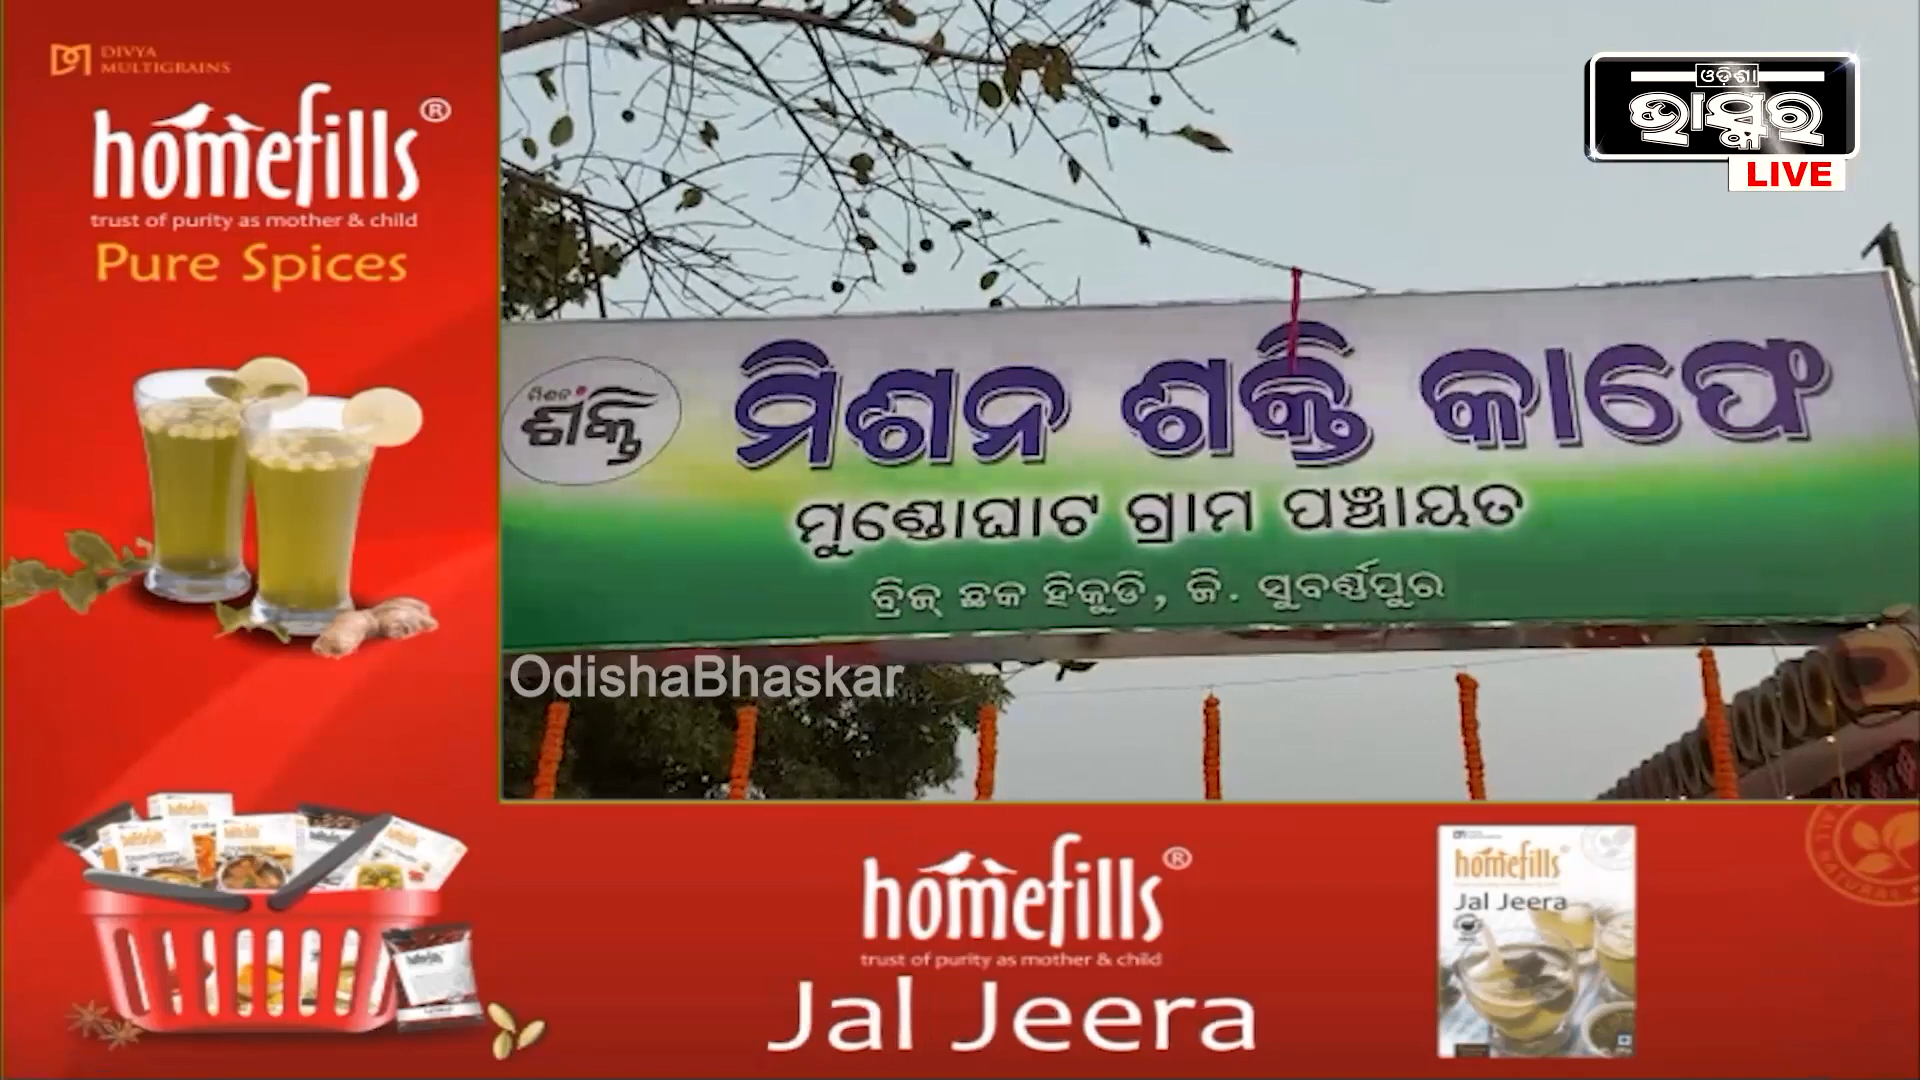 DIVYA
MULTIGRAINS
homefills®
trust of purity as mother & child
Pure Spices
ଓଡ଼ିଶା
ଭାସ୍କର
LIVE
ମିଶନ
ଶକ୍ତି
ମିଶନ ଶକ୍ତି କାଫେ
ମୁଣ୍ଡୋଘାଟ ଗ୍ରାମ ପଞ୍ଚାୟତ
ବ୍ରିଜ୍ ଛକ ହିକୁଡି, ଜି. ସୁବର୍ଣ୍ଣପୁର
OdishaBhaskar
homefills®
trust of purity as mother & child
Jal Jeera
homefills
Jal Jeera